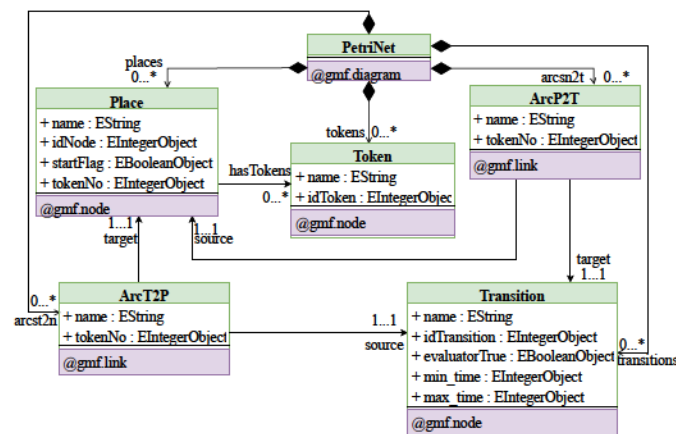 PetriNet
@gmf.diagram
places
0...*
arcsn2t
0...*
Place
+ name : EString
+ idNode : EIntegerObject
+ startFlag : EBooleanObject
+ tokenNo : EIntegerObject
@gmf.node
tokens
0...*
ArcP2T
+ name : EString
+ tokenNo : EIntegerObject
@gmf.link
hasTokens
0...*
Token
+ name : EString
+ idToken : EIntegerObjec
@gmf.node
1...1
target
1...1
source
target
1...1
0...*
arcst2n
ArcT2P
+ name : EString
+ tokenNo : EIntegerObject
@gmf.link
1...1
source
Transition
+ name : EString
+ idTransition : EIntegerObject
+ evaluatorTrue : EBooleanObject
+ min_time : EIntegerObject
+ max_time : EIntegerObject
@gmf.node
0...*
transitions